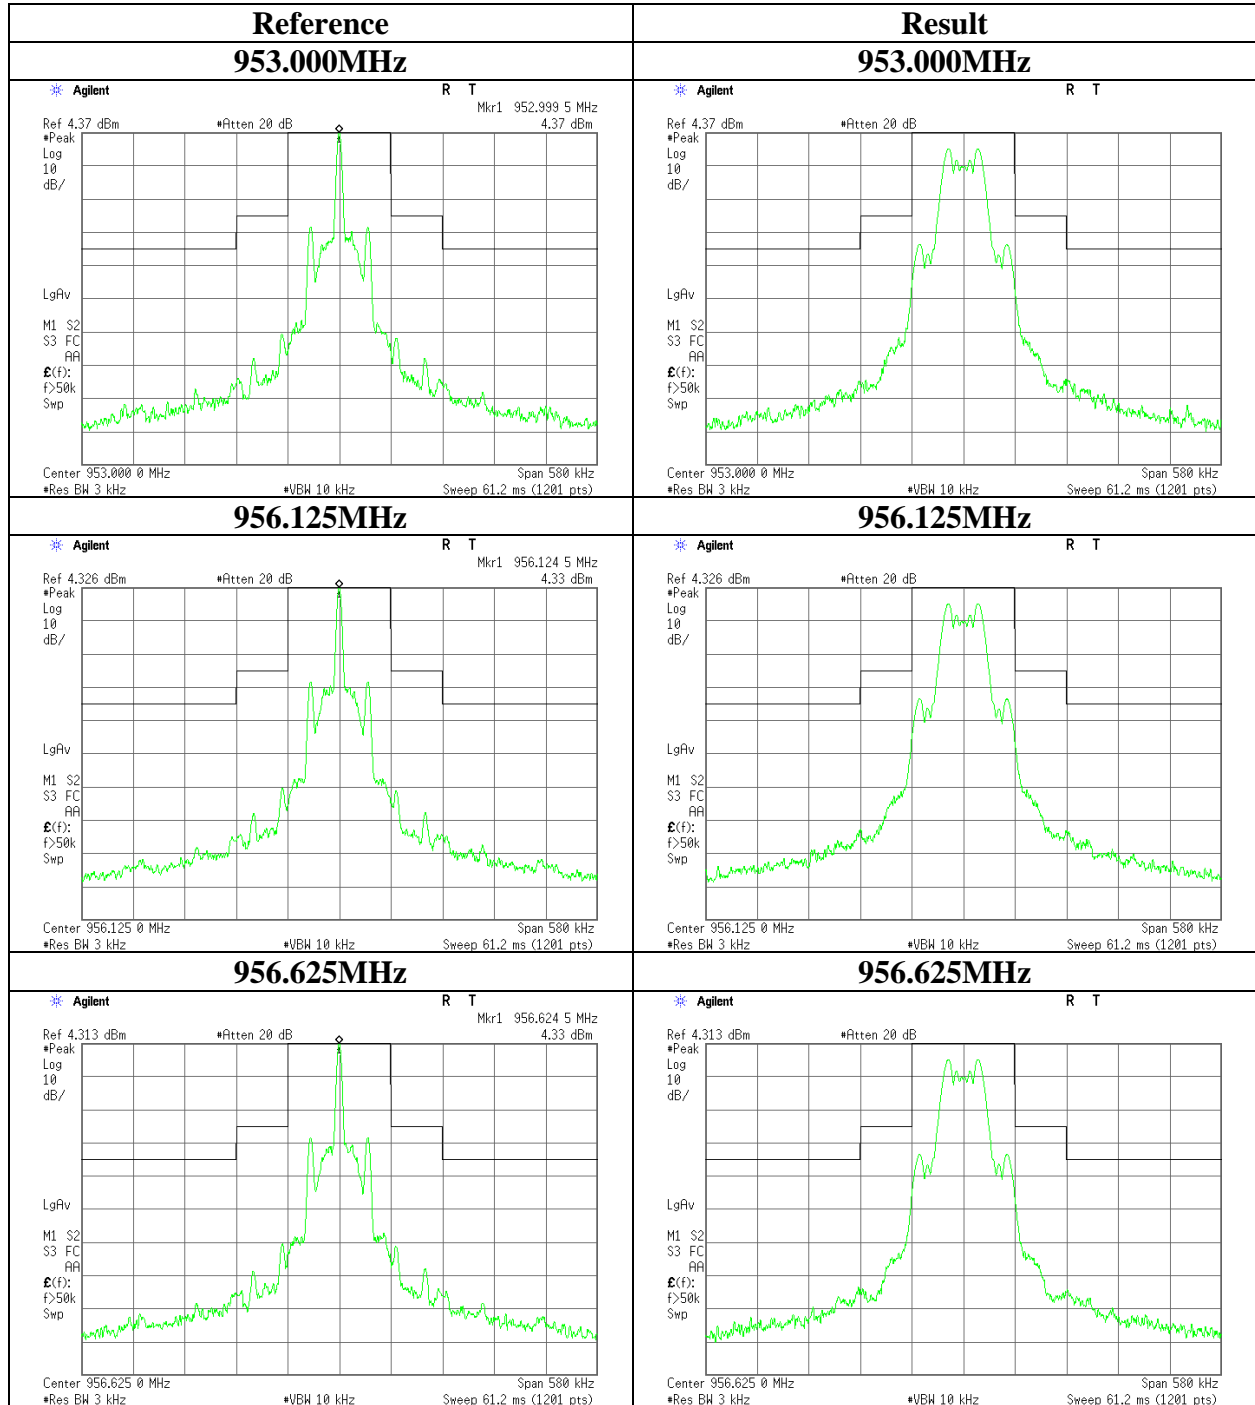 Reference Result
953.000MHz 953.000MHz
Agilent R T
Mkr1 952.999 5 MHz
Ref 4.37 dBm #Atten 20 dB 4.37 dBm
#Peak
Log
10
dB/
1
LgAv
M1 S2
S3 FC
AA
£(f):
f>50k
Swp
Center 953.000 0 MHz Span 580 kHz
#Res BW 3 kHz #VBW 10 kHz Sweep 61.2 ms (1201 pts)
Agilent R T
Ref 4.37 dBm #Atten 20 dB
#Peak
Log
10
dB/
LgAv
M1 S2
S3 FC
AA
£(f):
f>50k
Swp
Center 953.000 0 MHz Span 580 kHz
#Res BW 3 kHz #VBW 10 kHz Sweep 61.2 ms (1201 pts)
956.125MHz 956.125MHz
Agilent R T
Mkr1 956.124 5 MHz
Ref 4.326 dBm #Atten 20 dB 4.33 dBm
#Peak
Log
10
dB/
1
LgAv
M1 S2
S3 FC
AA
£(f):
f>50k
Swp
Center 956.125 0 MHz Span 580 kHz
#Res BW 3 kHz #VBW 10 kHz Sweep 61.2 ms (1201 pts)
Agilent R T
Ref 4.326 dBm #Atten 20 dB
#Peak
Log
10
dB/
LgAv
M1 S2
S3 FC
AA
£(f):
f>50k
Swp
Center 956.125 0 MHz Span 580 kHz
#Res BW 3 kHz #VBW 10 kHz Sweep 61.2 ms (1201 pts)
956.625MHz 956.625MHz
Agilent R T
Mkr1 956.624 5 MHz
Ref 4.313 dBm #Atten 20 dB 4.33 dBm
#Peak
Log
10
dB/
1
LgAv
M1 S2
S3 FC
AA
£(f):
f>50k
Swp
Center 956.625 0 MHz Span 580 kHz
#Res BW 3 kHz #VBW 10 kHz Sweep 61.2 ms (1201 pts)
Agilent R T
Ref 4.313 dBm #Atten 20 dB
#Peak
Log
10
dB/
LgAv
M1 S2
S3 FC
AA
£(f):
f>50k
Swp
Center 956.625 0 MHz Span 580 kHz
#Res BW 3 kHz #VBW 10 kHz Sweep 61.2 ms (1201 pts)